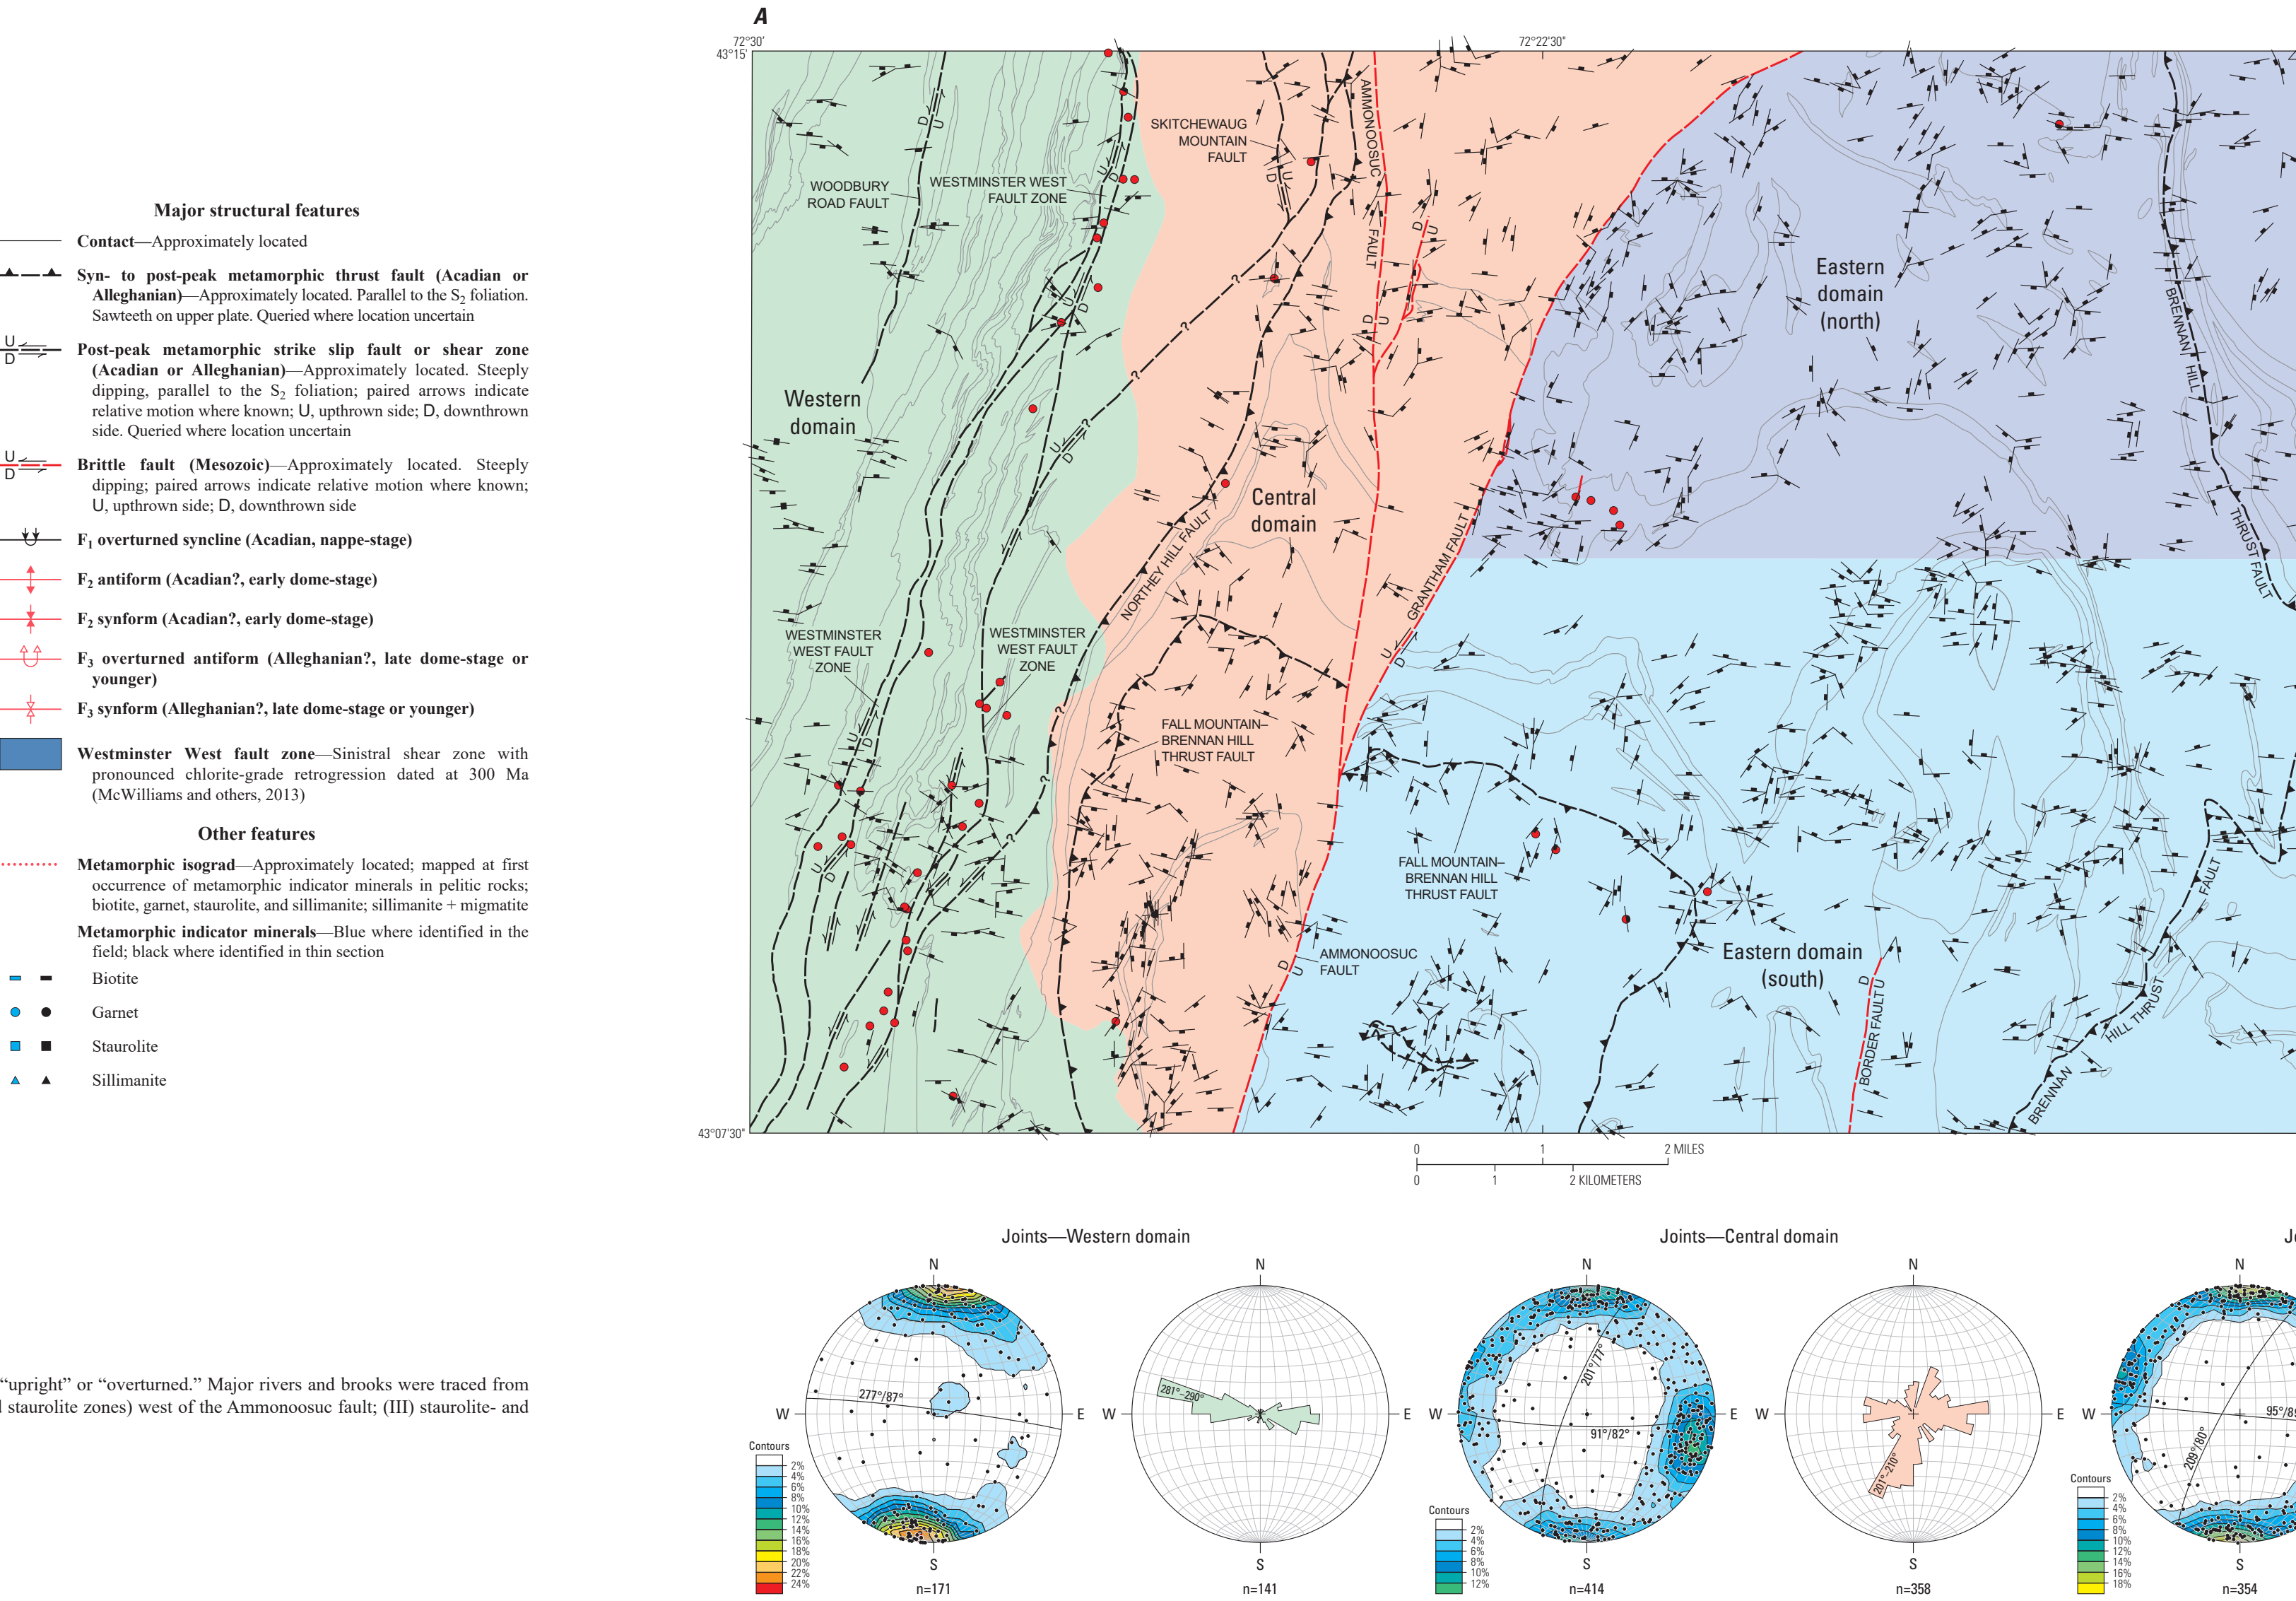 Major structural features
Contact—Approximately located
Syn- to post-peak metamorphic thrust fault (Acadian or
Alleghanian)—Approximately located. Parallel to the S2 foliation.
Sawteeth on upper plate. Queried where location uncertain
U
D
Post-peak metamorphic strike slip fault or shear zone
(Acadian or Alleghanian)—Approximately located. Steeply
dipping, parallel to the S2 foliation; paired arrows indicate
relative motion where known; U, upthrown side; D, downthrown
side. Queried where location uncertain
U
D
Brittle fault (Mesozoic)—Approximately located. Steeply
dipping; paired arrows indicate relative motion where known;
U, upthrown side; D, downthrown side
F1 overturned syncline (Acadian, nappe-stage)
F2 antiform (Acadian?, early dome-stage)
F2 synform (Acadian?, early dome-stage)
F3 overturned antiform (Alleghanian?, late dome-stage or
younger)
F3 synform (Alleghanian?, late dome-stage or younger)
Westminster West fault zone—Sinistral shear zone with
pronounced chlorite-grade retrogression dated at 300 Ma
(McWilliams and others, 2013)
Other features
Metamorphic isograd—Approximately located; mapped at first
occurrence of metamorphic indicator minerals in pelitic rocks;
biotite, garnet, staurolite, and sillimanite; sillimanite + migmatite
Metamorphic indicator minerals—Blue where identified in the
field; black where identified in thin section
Biotite
Garnet
Staurolite
Sillimanite
“upright” or “overturned.” Major rivers and brooks were traced from
staurolite zones) west of the Ammonoosuc fault; (III) staurolite- and
A
72°30'
43°15'
72°22'30"
D
U
WOODBURY
ROAD FAULT
WESTMINSTER WEST
FAULT ZONE
U
D
SKITCHEWAUG
MOUNTAIN
FAULT
D
U
AMMONOOSUC
FAULT
D
U
Eastern
domain
(north)
BRENNAN HILL
THRUST FAULT
U
D
?
?
?
D
U
Western
domain
U
D
Central
domain
NORTHEY HILL FAULT
GRANTHAM FAULT
U
D
WESTMINSTER
WEST FAULT
ZONE
WESTMINSTER
WEST FAULT
ZONE
U
D
?
?
?
FALL MOUNTAIN–
BRENNAN HILL
THRUST FAULT
U
D
FALL MOUNTAIN–
BRENNAN HILL
THRUST FAULT
AMMONOOSUC
FAULT
D
U
Eastern domain
(south)
D
BORDER FAULT U
BRENNAN
HILL THRUST
FAULT
43°07'30"
0 1 2 MILES
0 1 2 KILOMETERS
Joints—Western domain
N
W
E
S
277°/87°
n=171
Contours
2%
4%
6%
8%
10%
12%
14%
16%
18%
20%
22%
24%
N
W
E
S
281°–290°
n=141
Joints—Central domain
N
W
E
S
201°/77°
91°/82°
n=414
Contours
2%
4%
6%
8%
10%
12%
N
W
E
S
201°–210°
n=358
N
W
S
209°/80°
n=354
Contours
2%
4%
6%
8%
10%
12%
14%
16%
18%